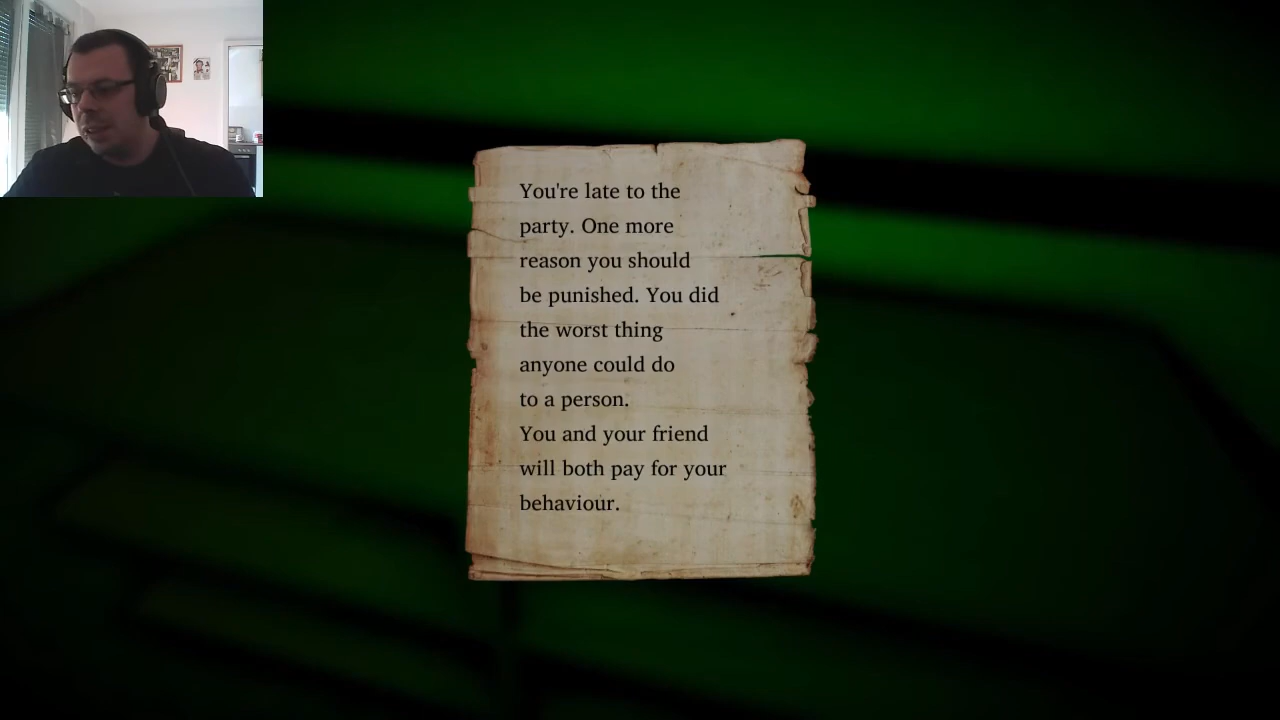 You're late to the
party. One more
reason you should
be punished. You did
the worst thing
anyone could do
to a person.
You and your friend
will both pay for your
behaviour.